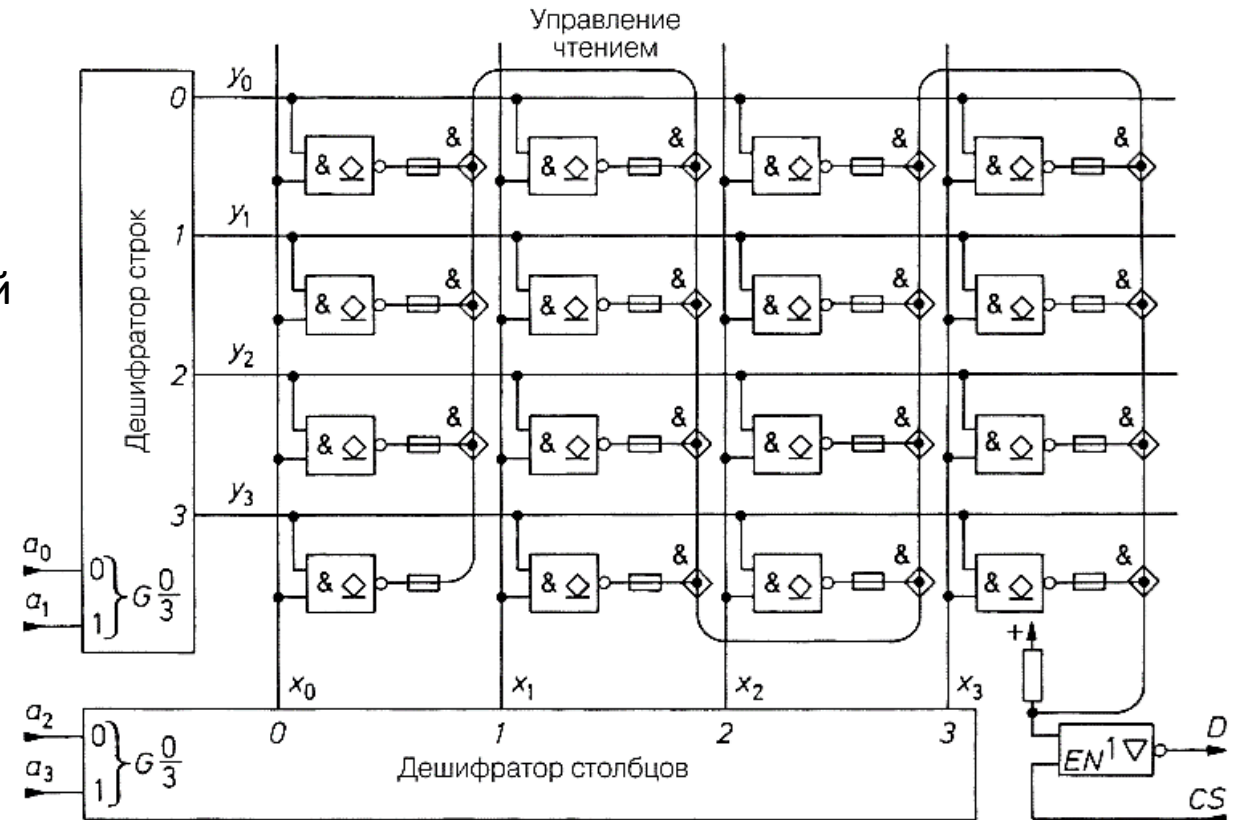 Управление
чтением
0 y0
& & & & & & & &
й
1 y1
& & & & & & & &
Дешифратор строк
2 y2
& & & & & & & &
3 y3
& & & & & & &
a0 0
a1 1
G 0/3
+
x0 x1 x2 x3
a2 0
a3 1
G 0/3
0 1 2 3
Дешифратор столбцов
EN 1 ▽ D
CS